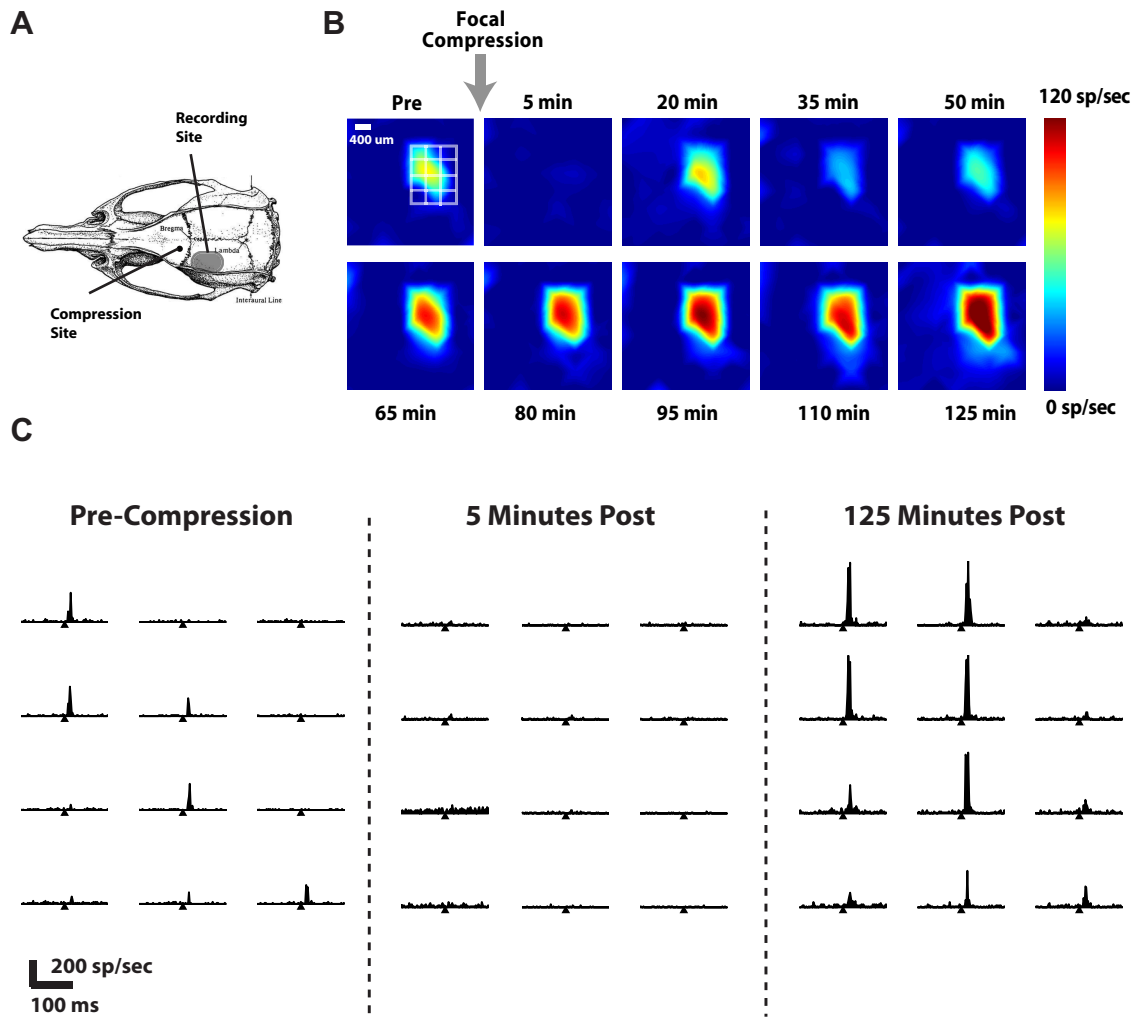 A
Recording
Site
Bregma
Lambda
Interaural Line
Compression
Site
B
Focal
Compression
Pre
5 min
20 min
35 min
50 min
120 sp/sec
400 um
65 min
80 min
95 min
110 min
125 min
0 sp/sec
C
Pre-Compression
5 Minutes Post
125 Minutes Post
200 sp/sec
100 ms